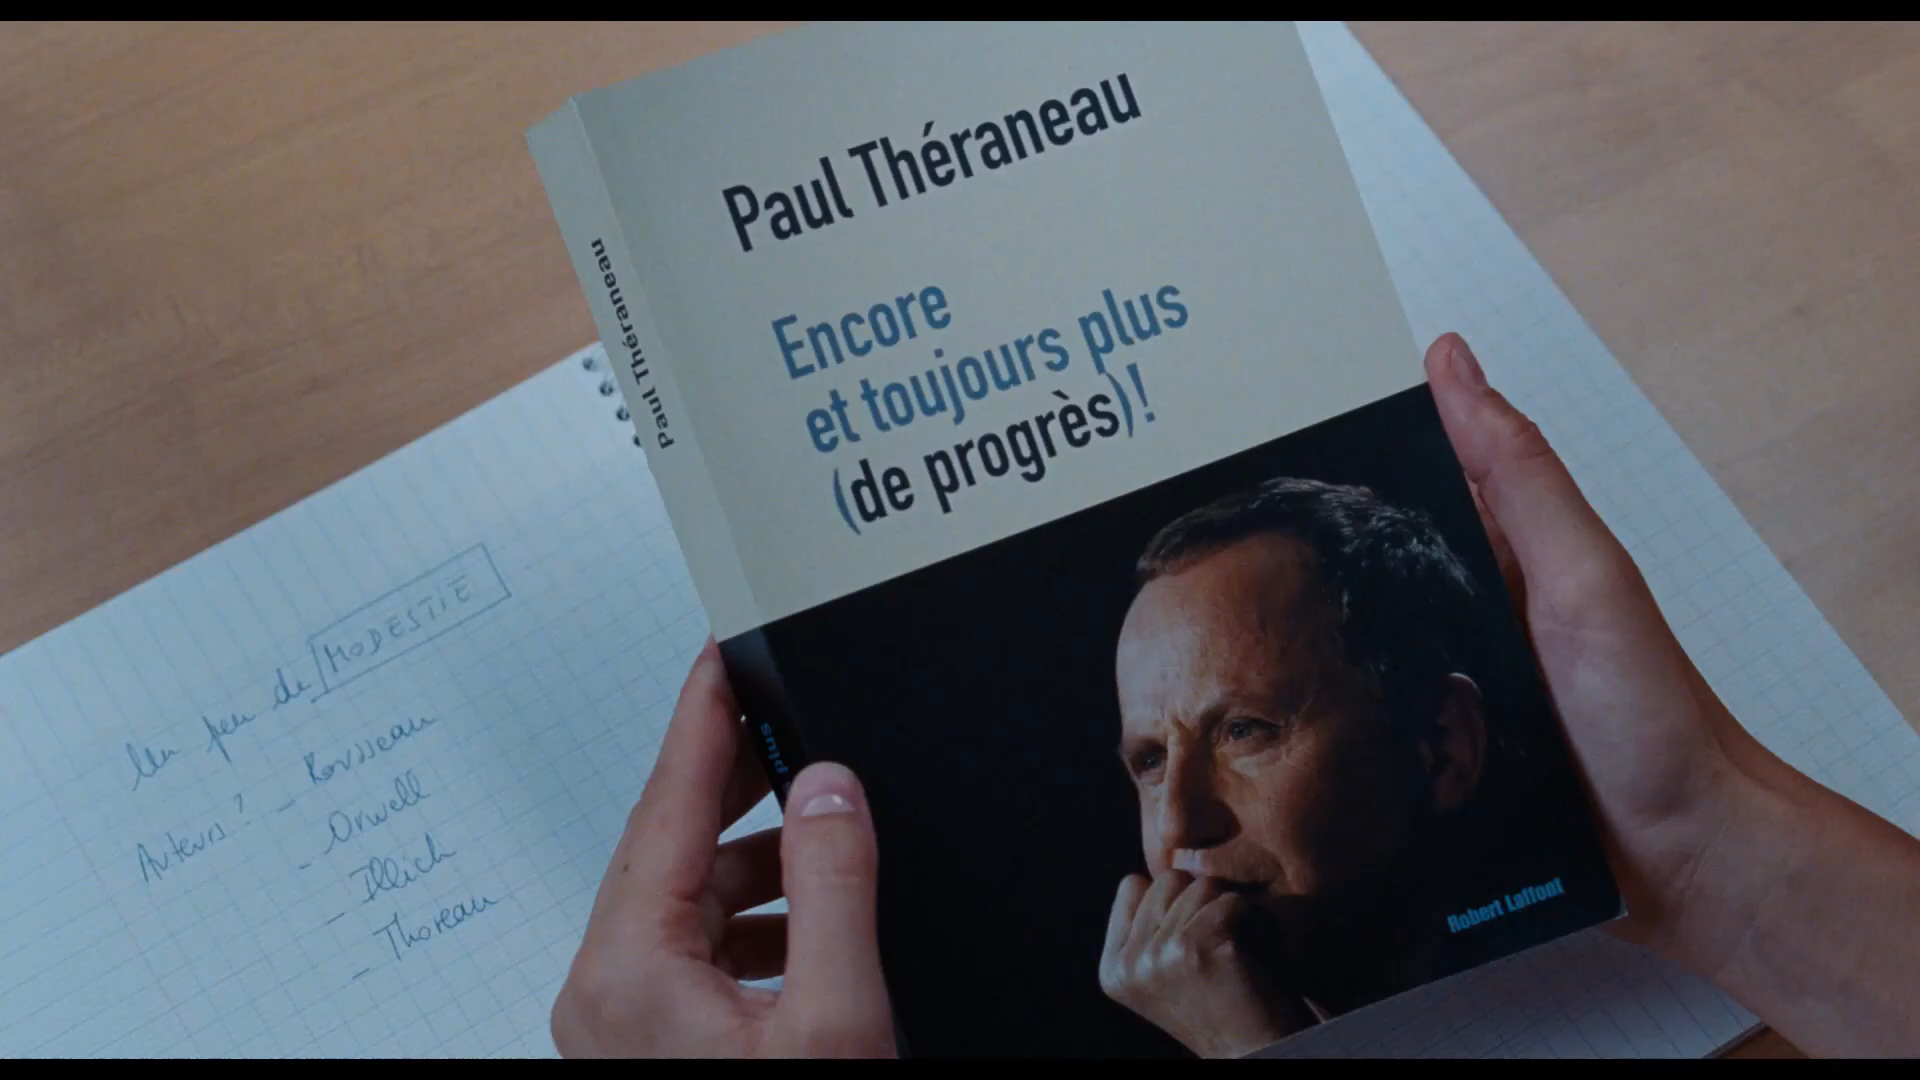 Paul Théraneau
Encore
et toujours plus
(de progrès)!
Robert Laffont
Paul Théraneau
plus
Un peu de MODESTIE
Auteurs? - Rousseau
- Orwell
- Illich
- Thoreau